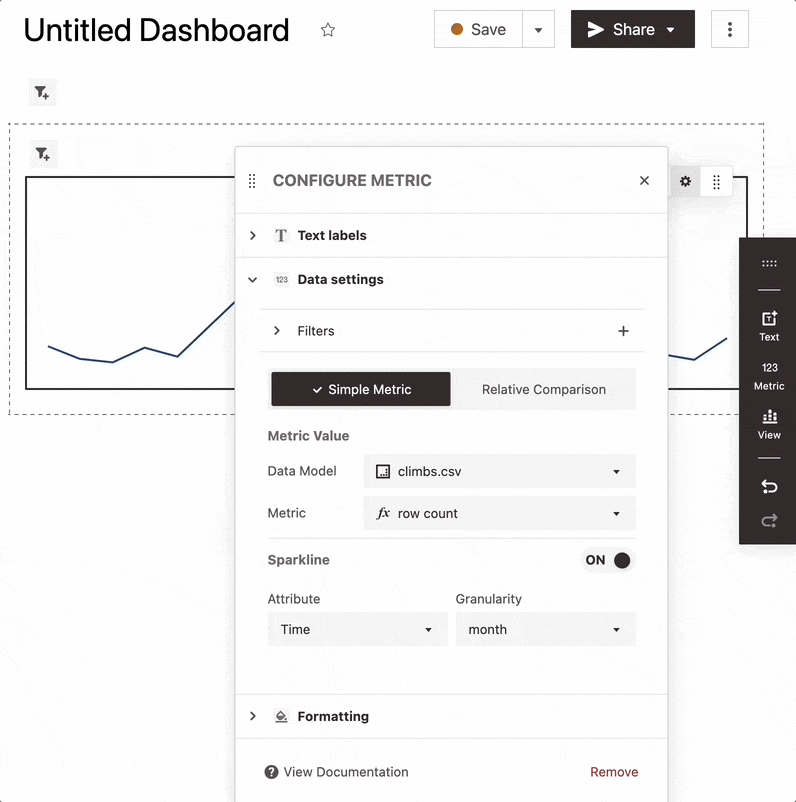 Untitled Dashboard
Save
Share
CONFIGURE METRIC
T Text labels
123 Data settings
Filters
Simple Metric Relative Comparison
Metric Value
Data Model climbs.csv
Metric fx row count
Sparkline ON
Attribute Granularity
Time month
Formatting
View Documentation Remove
Text
123
Metric
View